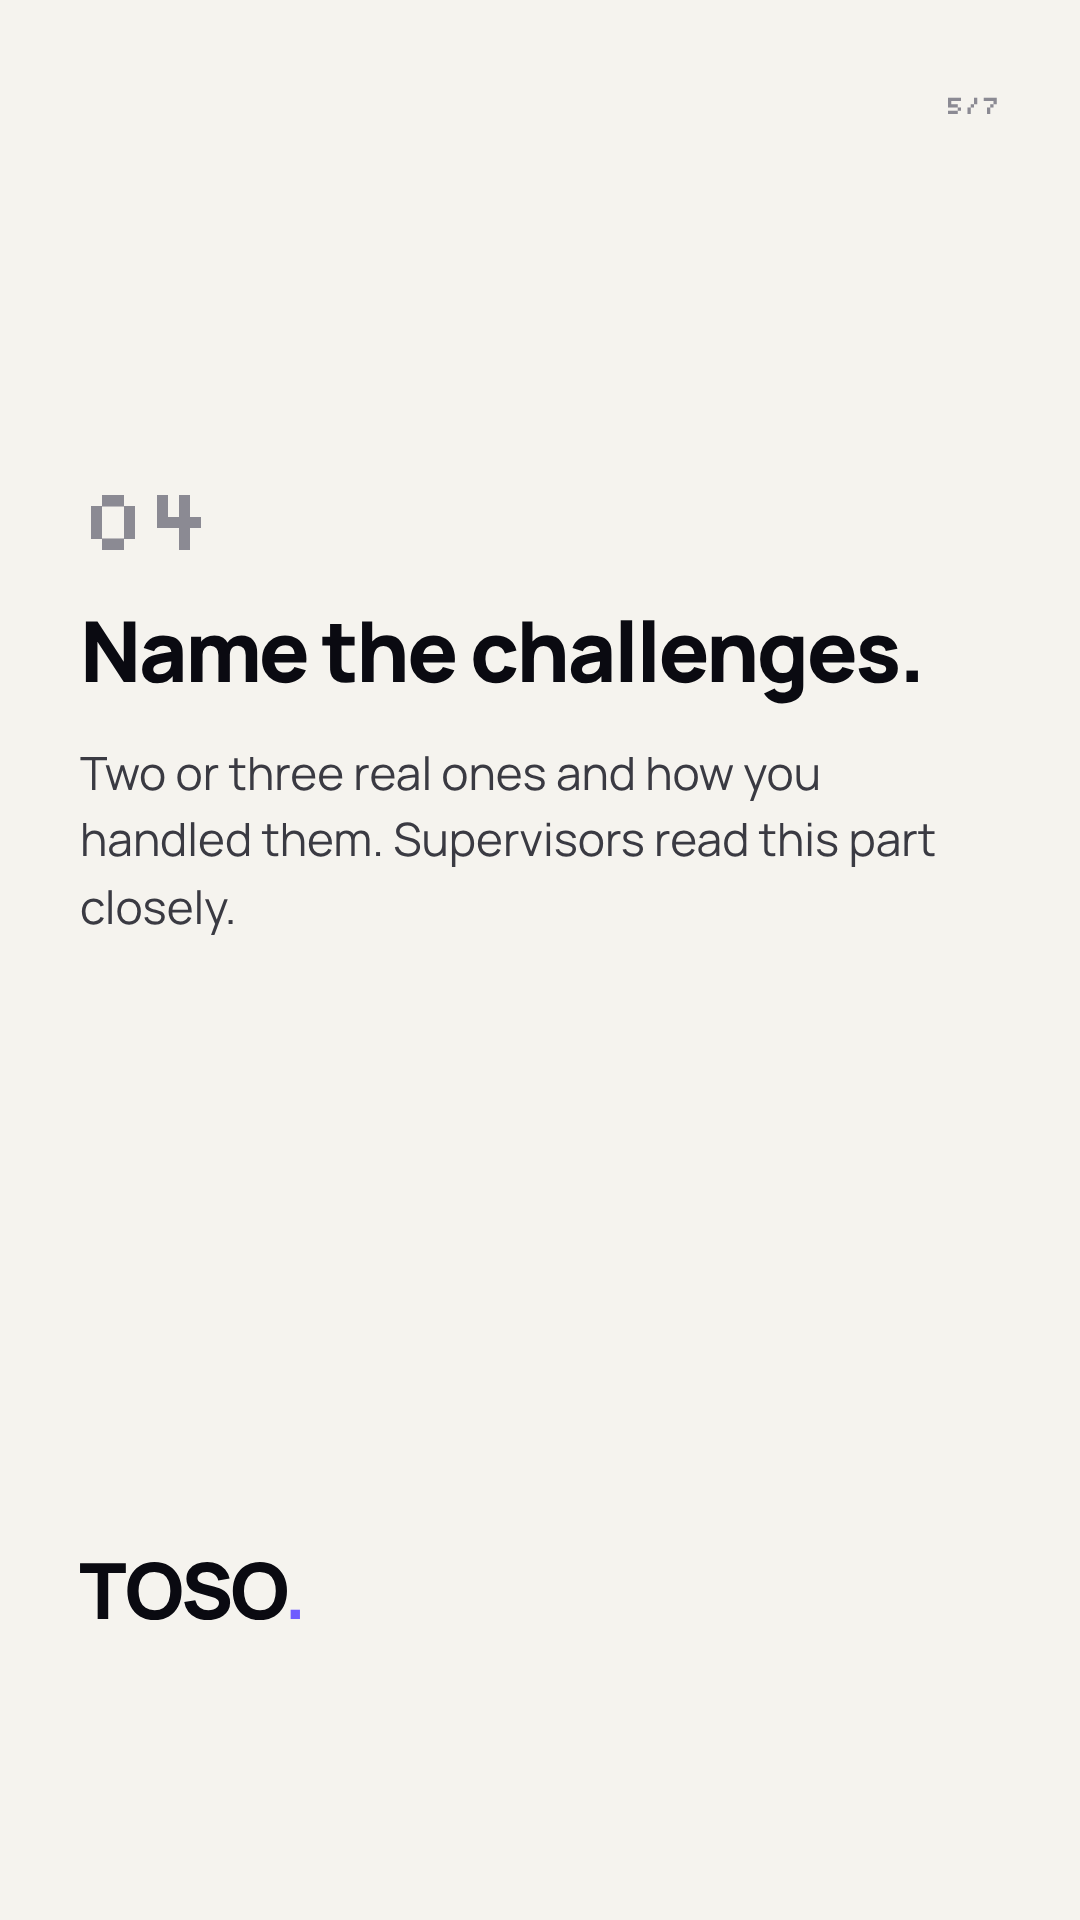 5/7
04
Name the challenges.
Two or three real ones and how you
handled them. Supervisors read this part
closely.
TOSO.